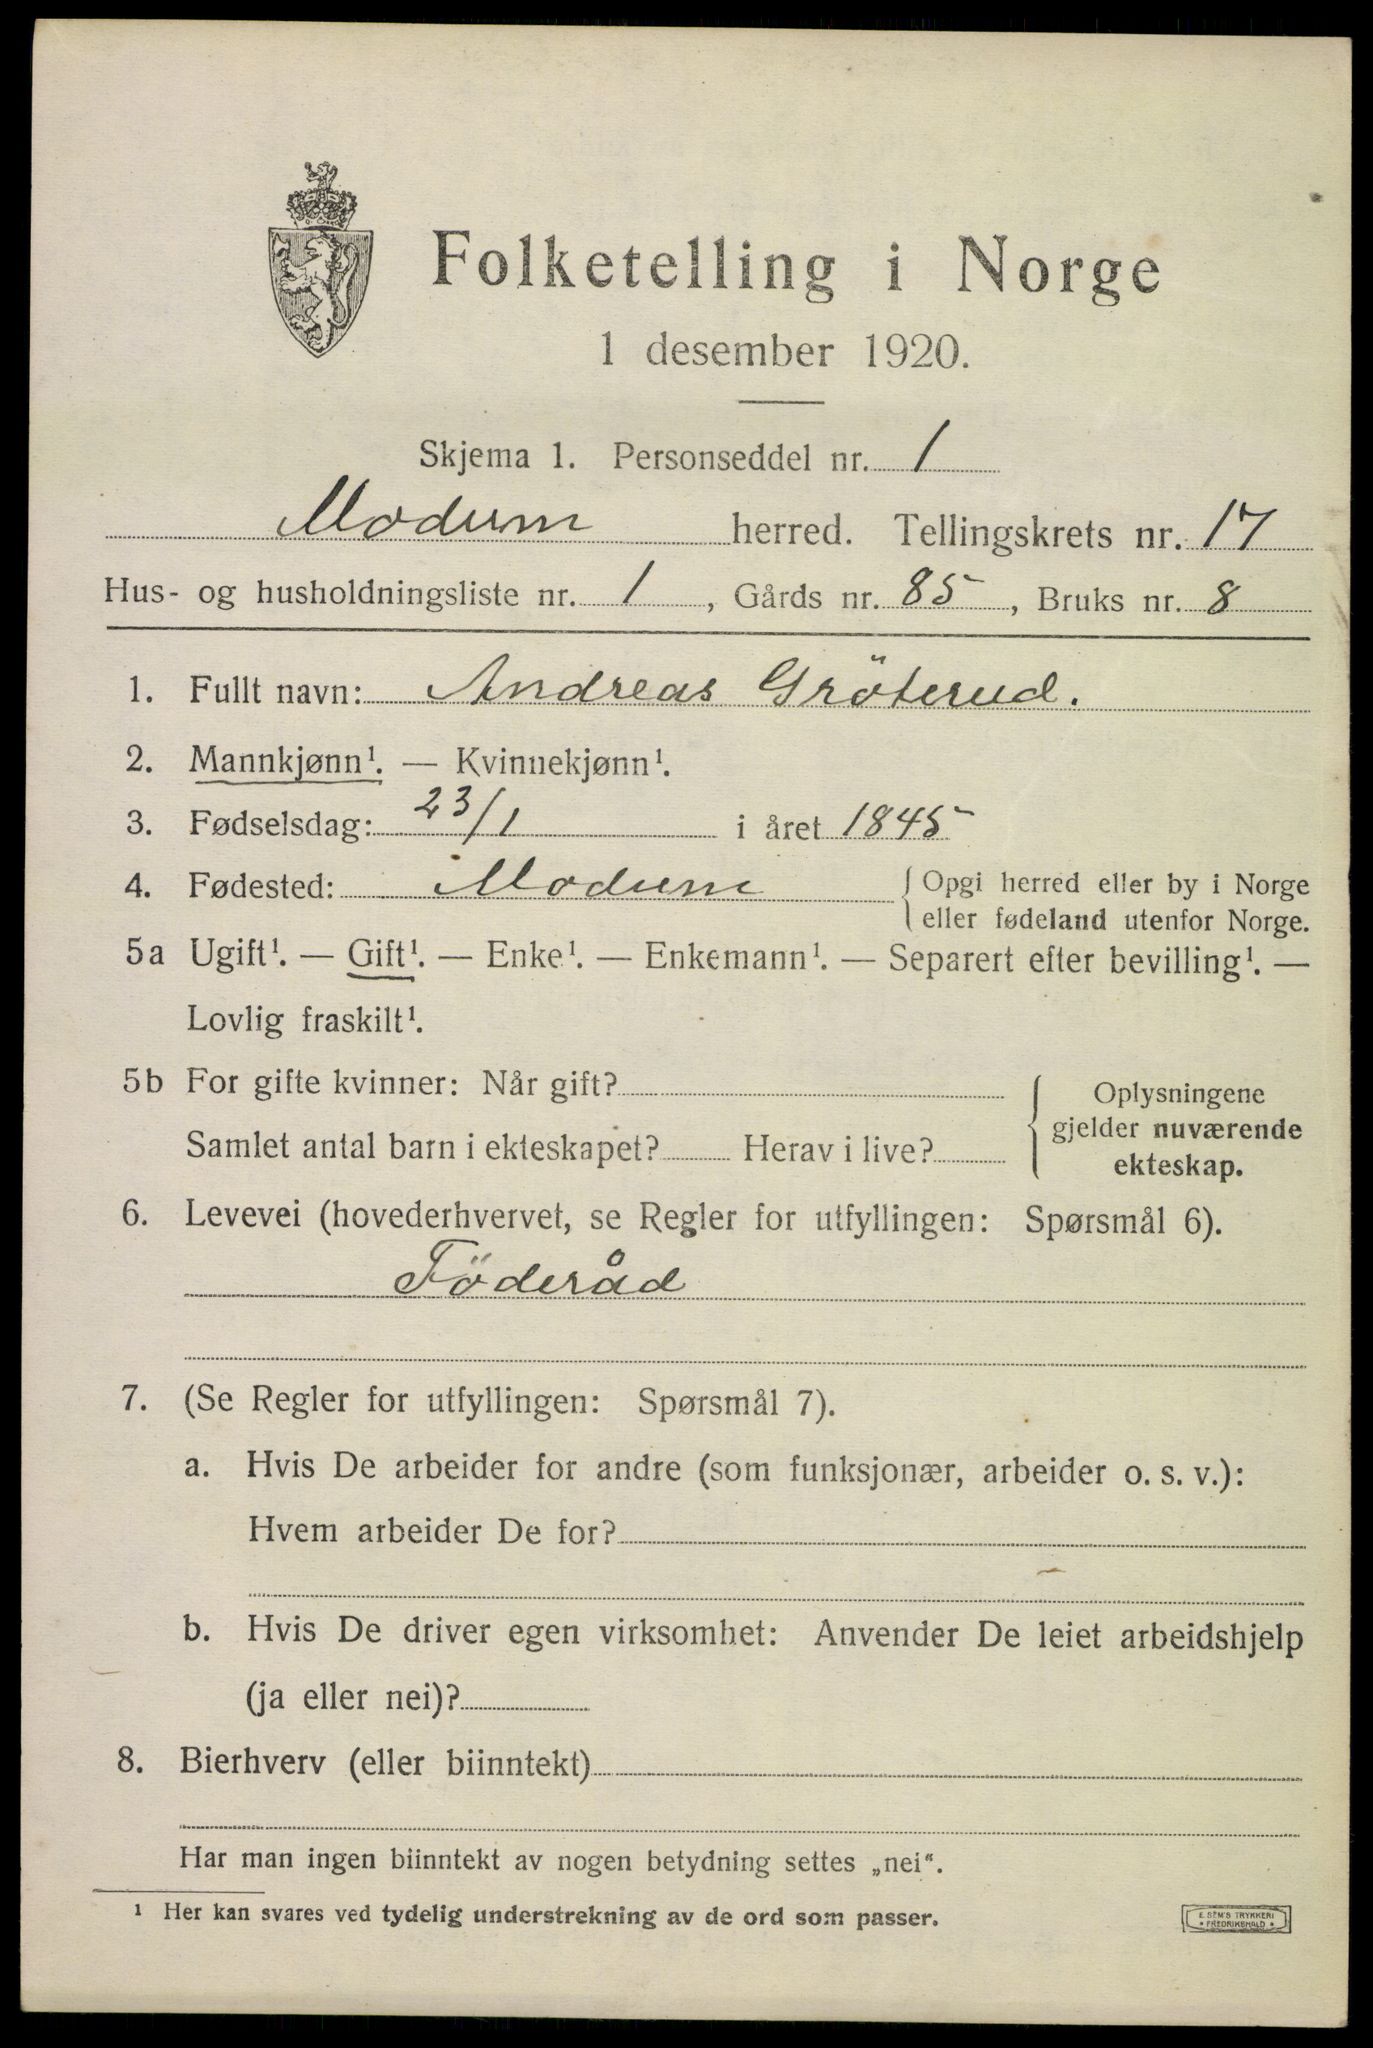 Folketelling i Norge
1 desember 1920.
Skjema 1. Personseddel nr. 1
Modum herred. Tellingskrets nr. 17
Hus- og husholdningsliste nr. 1, Gårds nr. 85, Bruks nr. 8
1. Fullt navn: Andreas Gröterud.
2. Mannkjønn¹. — Kvinnekjønn¹.
3. Fødselsdag: 23/1 i året 1845
4. Fødested: Modum {Opgi herred eller by i Norge
eller fødeland utenfor Norge.
5a Ugift¹. — Gift¹. — Enke¹. — Enkemann¹. — Separert efter bevilling¹. —
Lovlig fraskilt¹.
5b For gifte kvinner: Når gift?
Samlet antal barn i ekteskapet? Herav i live?
Oplysningene
gjelder nuværende
ekteskap.
6. Levevei (hovederhvervet, se Regler for utfyllingen: Spørsmål 6).
Föderåd
7. (Se Regler for utfyllingen: Spørsmål 7).
a. Hvis De arbeider for andre (som funksjonær, arbeider o. s. v.):
Hvem arbeider De for?
b. Hvis De driver egen virksomhet: Anvender De leiet arbeidshjelp
(ja eller nei)?
8. Bierhverv (eller biinntekt)
Har man ingen biinntekt av nogen betydning settes „nei“.
¹ Her kan svares ved tydelig understrekning av de ord som passer.
E. SEM'S TRYKKERI
• FREDRIKSHALD •